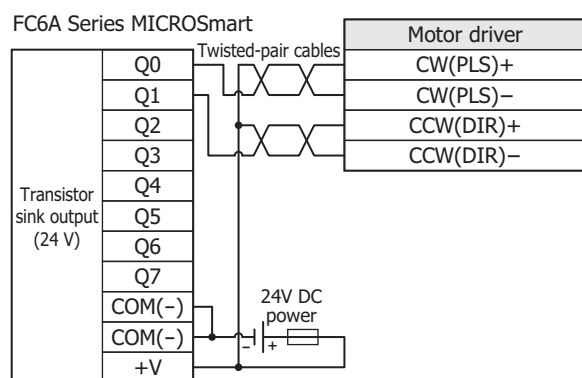 FC6A Series MICROSmart
Twisted-pair cables
Motor driver
CW(PLS)+
CW(PLS)−
CCW(DIR)+
CCW(DIR)−
Transistor
sink output
(24 V)
Q0
Q1
Q2
Q3
Q4
Q5
Q6
Q7
COM(−)
COM(−)
+V
24V DC
power
− +